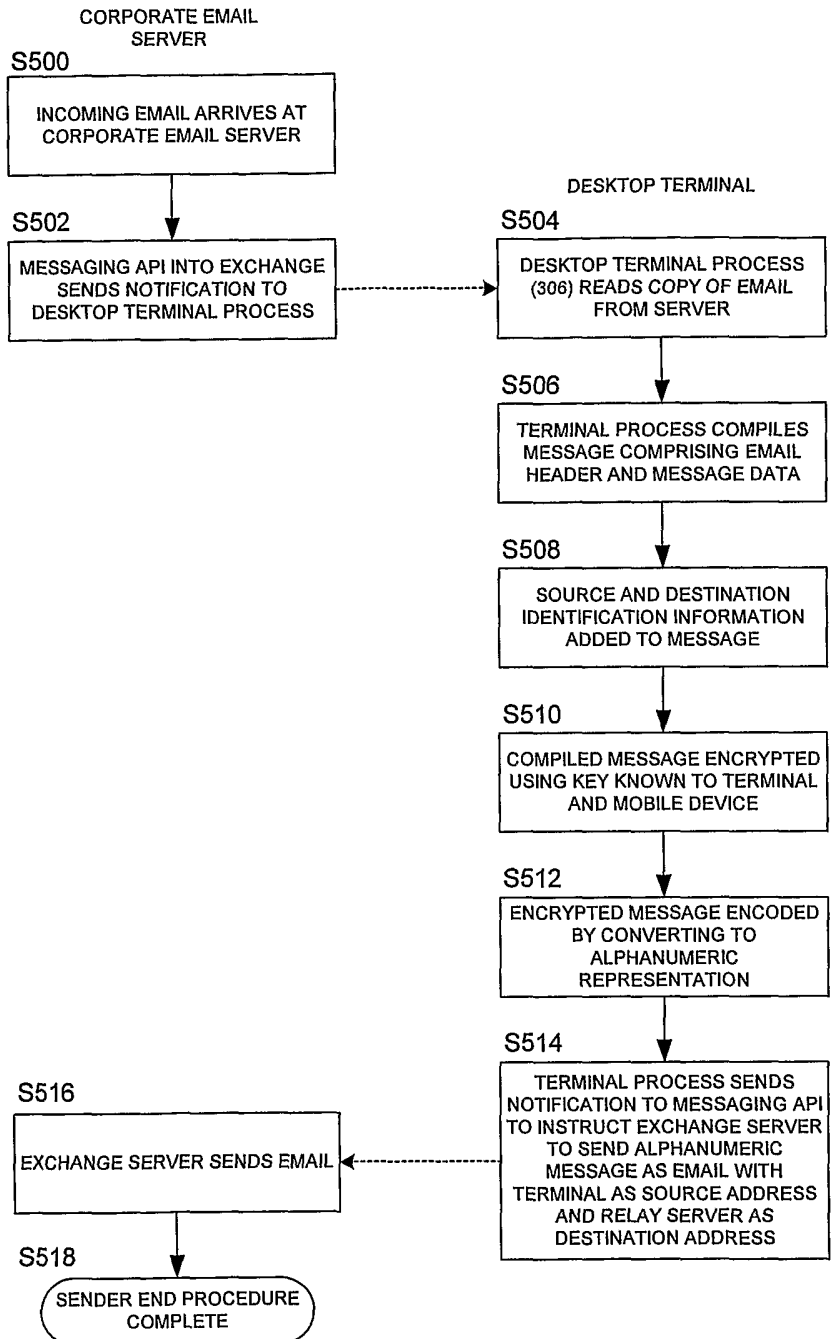 CORPORATE EMAIL
SERVER
S500
INCOMING EMAIL ARRIVES AT
CORPORATE EMAIL SERVER
S502
MESSAGING API INTO EXCHANGE
SENDS NOTIFICATION TO
DESKTOP TERMINAL PROCESS
DESKTOP TERMINAL
S504
DESKTOP TERMINAL PROCESS
(306) READS COPY OF EMAIL
FROM SERVER
S506
TERMINAL PROCESS COMPILES
MESSAGE COMPRISING EMAIL
HEADER AND MESSAGE DATA
S508
SOURCE AND DESTINATION
IDENTIFICATION INFORMATION
ADDED TO MESSAGE
S510
COMPILED MESSAGE ENCRYPTED
USING KEY KNOWN TO TERMINAL
AND MOBILE DEVICE
S512
ENCRYPTED MESSAGE ENCODED
BY CONVERTING TO
ALPHANUMERIC
REPRESENTATION
S514
TERMINAL PROCESS SENDS
NOTIFICATION TO MESSAGING API
TO INSTRUCT EXCHANGE SERVER
TO SEND ALPHANUMERIC
MESSAGE AS EMAIL WITH
TERMINAL AS SOURCE ADDRESS
AND RELAY SERVER AS
DESTINATION ADDRESS
S516
EXCHANGE SERVER SENDS EMAIL
S518
SENDER END PROCEDURE
COMPLETE